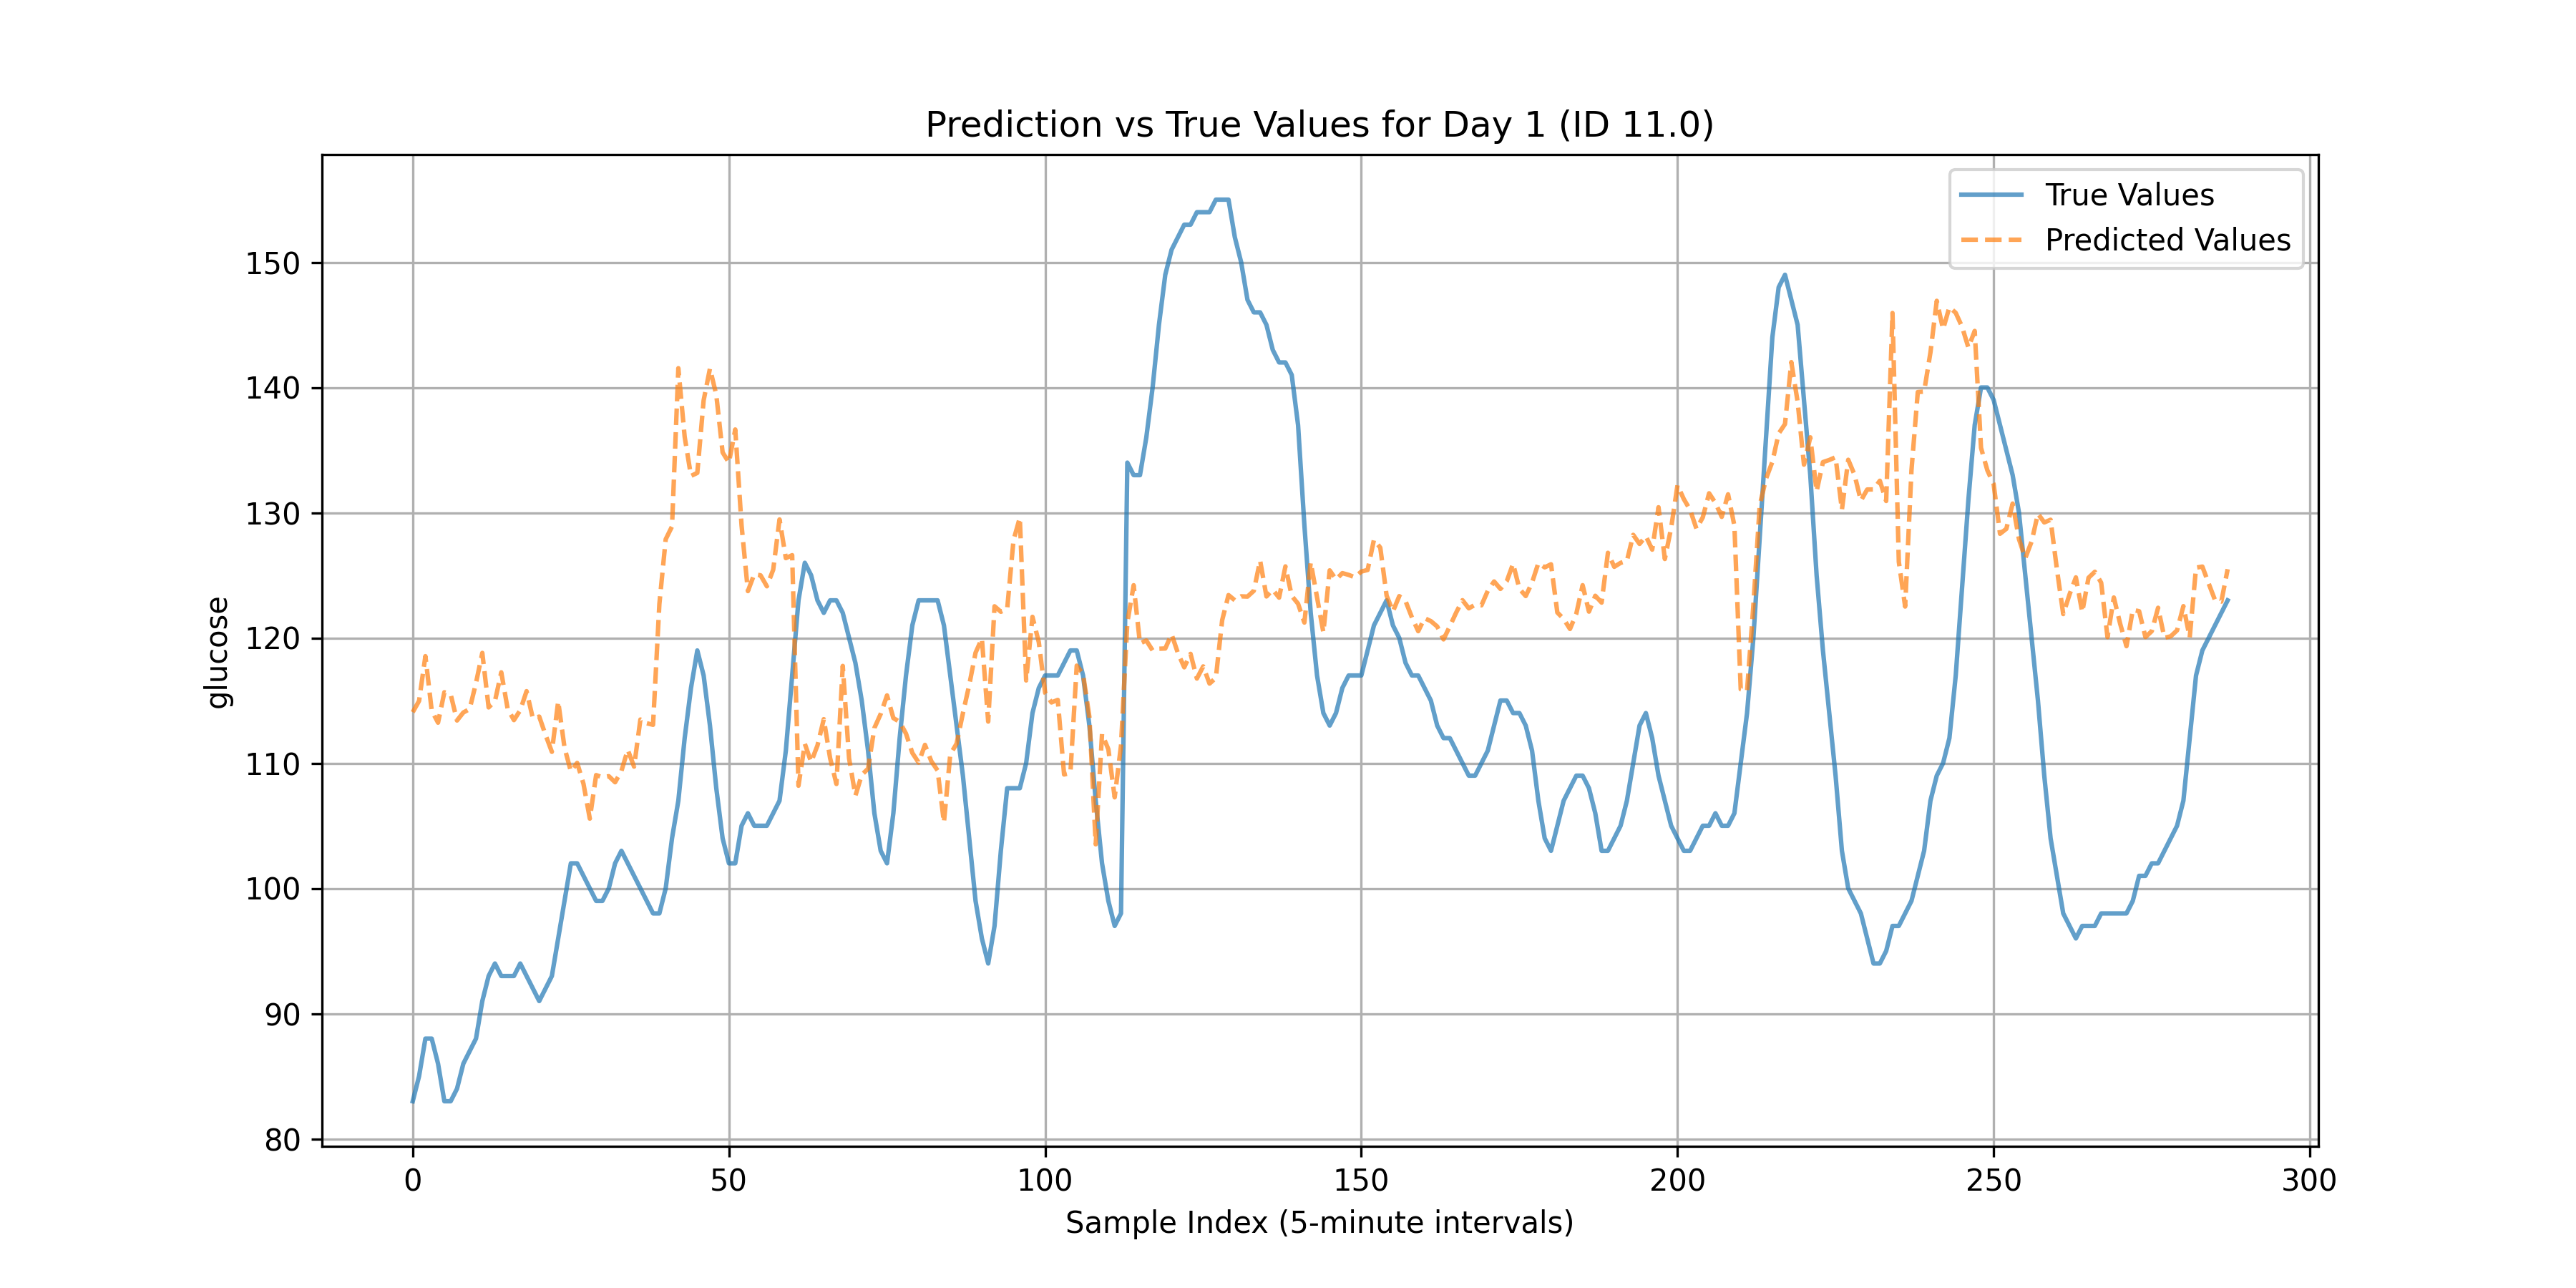 Prediction vs True Values for Day 1 (ID 11.0)
True Values
Predicted Values
glucose
150
140
130
120
110
100
90
80
0 50 100 150 200 250 300
Sample Index (5-minute intervals)